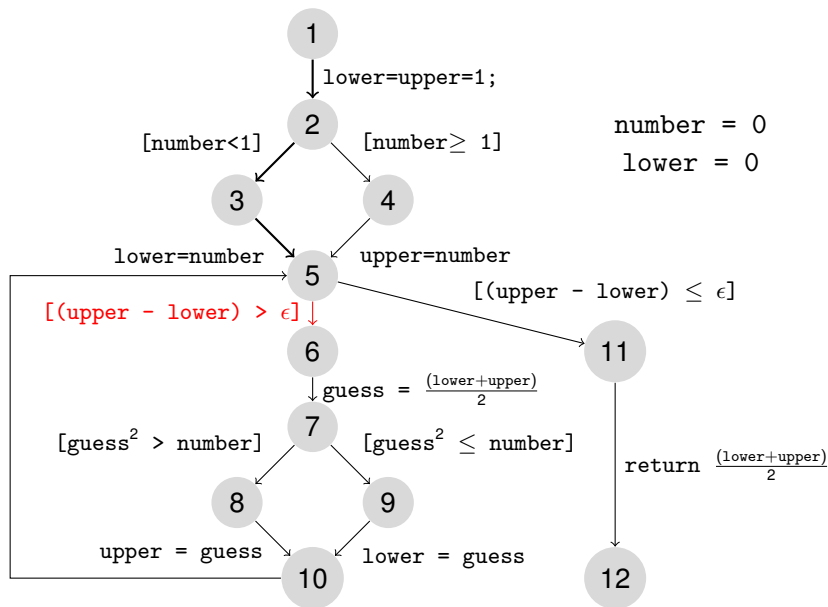 1
lower=upper=1;
2
number = 0
lower = 0
[number<1]
[number≥ 1]
3
4
lower=number
upper=number
5
[(upper - lower) > ϵ]
[(upper - lower) ≤ ϵ]
6
11
guess = (lower+upper)/2
7
[guess² > number]
[guess² ≤ number]
return (lower+upper)/2
8
9
upper = guess
lower = guess
10
12